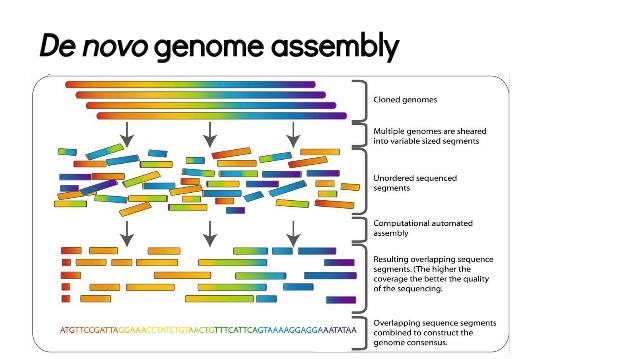 De novo genome assembly
Cloned genomes
Multiple genomes are sheared
into variable sized segments
Unordered sequenced
segments
Computational automated
assembly
Resulting overlapping sequence
segments. (The higher the
coverage the better the quality
of the sequencing.
ATGTTCCGATTAGGAAACCTATCTGTAACTGTTTCATTCAGTAAAAGGAGGAAATATAA
Overlapping sequence segments
combined to construct the
genome consensus.